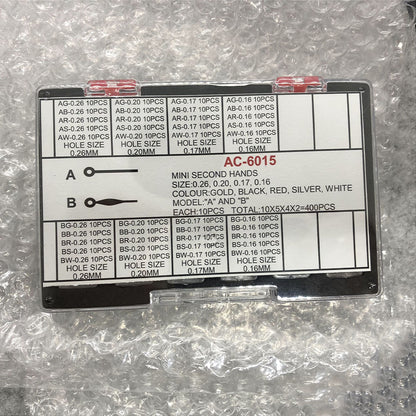 AG-0.26 10PCS AG-0.20 10PCS AG-0.17 10PCS AG-0.16 10PCS
AB-0.26 10PCS AB-0.20 10PCS AB-0.17 10PCS AB-0.16 10PCS
AR-0.26 10PCS AR-0.20 10PCS AR-0.17 10PCS AR-0.16 10PCS
AS-0.26 10PCS AS-0.20 10PCS AS-0.17 10PCS AS-0.16 10PCS
AW-0.26 10PCS AW-0.20 10PCS AW-0.17 10PCS AW-0.16 10PCS
HOLE SIZE HOLE SIZE HOLE SIZE HOLE SIZE
0.26MM 0.20MM 0.17MM 0.16MM
AC-6015
A
B
MINI SECOND HANDS
SIZE:0.26, 0.20, 0.17, 0.16
COLOUR:GOLD, BLACK, RED, SILVER, WHITE
MODEL:"A" AND "B"
EACH:10PCS TOTAL:10X5X4X2=400PCS
BG-0.26 10PCS BG-0.20 10PCS BG-0.17 10PCS BG-0.16 10PCS
BB-0.26 10PCS BB-0.20 10PCS BB-0.17 10PCS BB-0.16 10PCS
BR-0.26 10PCS BR-0.20 10PCS BR-0.17 10PCS BR-0.16 10PCS
BS-0.26 10PCS BS-0.20 10PCS BS-0.17 10PCS BS-0.16 10PCS
BW-0.26 10PCS BW-0.20 10PCS BW-0.17 10PCS BW-0.16 10PCS
HOLE SIZE HOLE SIZE HOLE SIZE HOLE SIZE
0.26MM 0.20MM 0.17MM 0.16MM